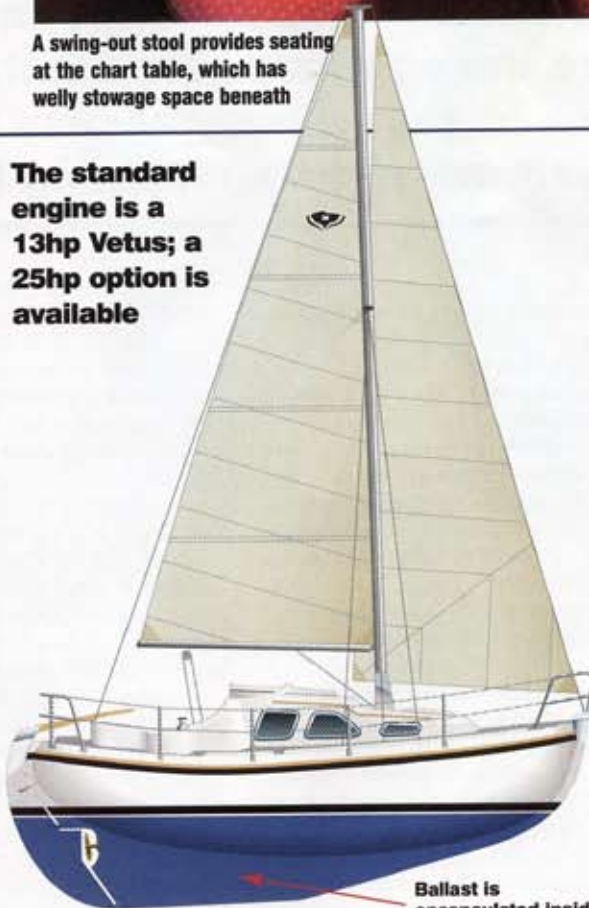 A swing-out stool provides seating
at the chart table, which has
welly stowage space beneath
The standard
engine is a
13hp Vetus; a
25hp option is
available
Ballast is